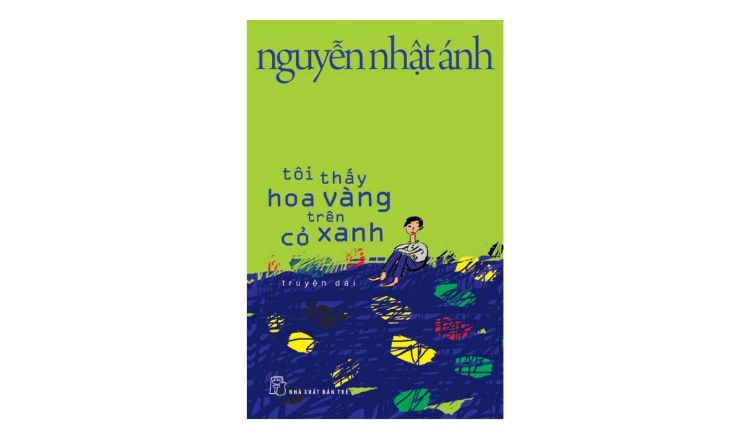 nguyễn nhật ánh
tôi thấy
hoa vàng
trên
cỏ xanh
truyện dài
NHÀ XUẤT BẢN TRẺ